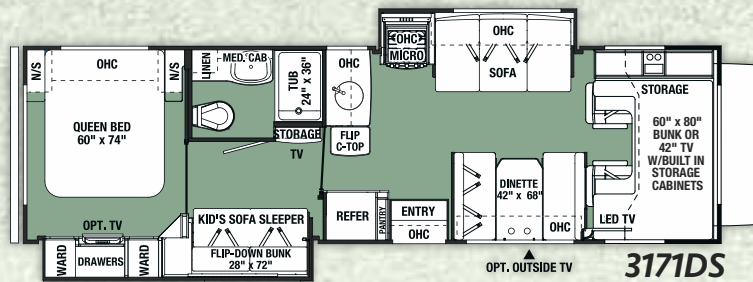 N/S
OHC
N/S
QUEEN BED
60" x 74"
OPT. TV
WARD
DRAWERS
WARD
LINEN
MED. CAB
TUB
24" x 36"
STORAGE
TV
KID'S SOFA SLEEPER
FLIP-DOWN BUNK
28" x 72"
OHC
FLIP
C-TOP
OHC
MICRO
OHC
SOFA
REFER
PANTRY
ENTRY
OHC
DINETTE
42" x 68"
OHC
OPT. OUTSIDE TV
STORAGE
60" x 80"
BUNK OR
42" TV
W/BUILT IN
STORAGE
CABINETS
LED TV
3171DS